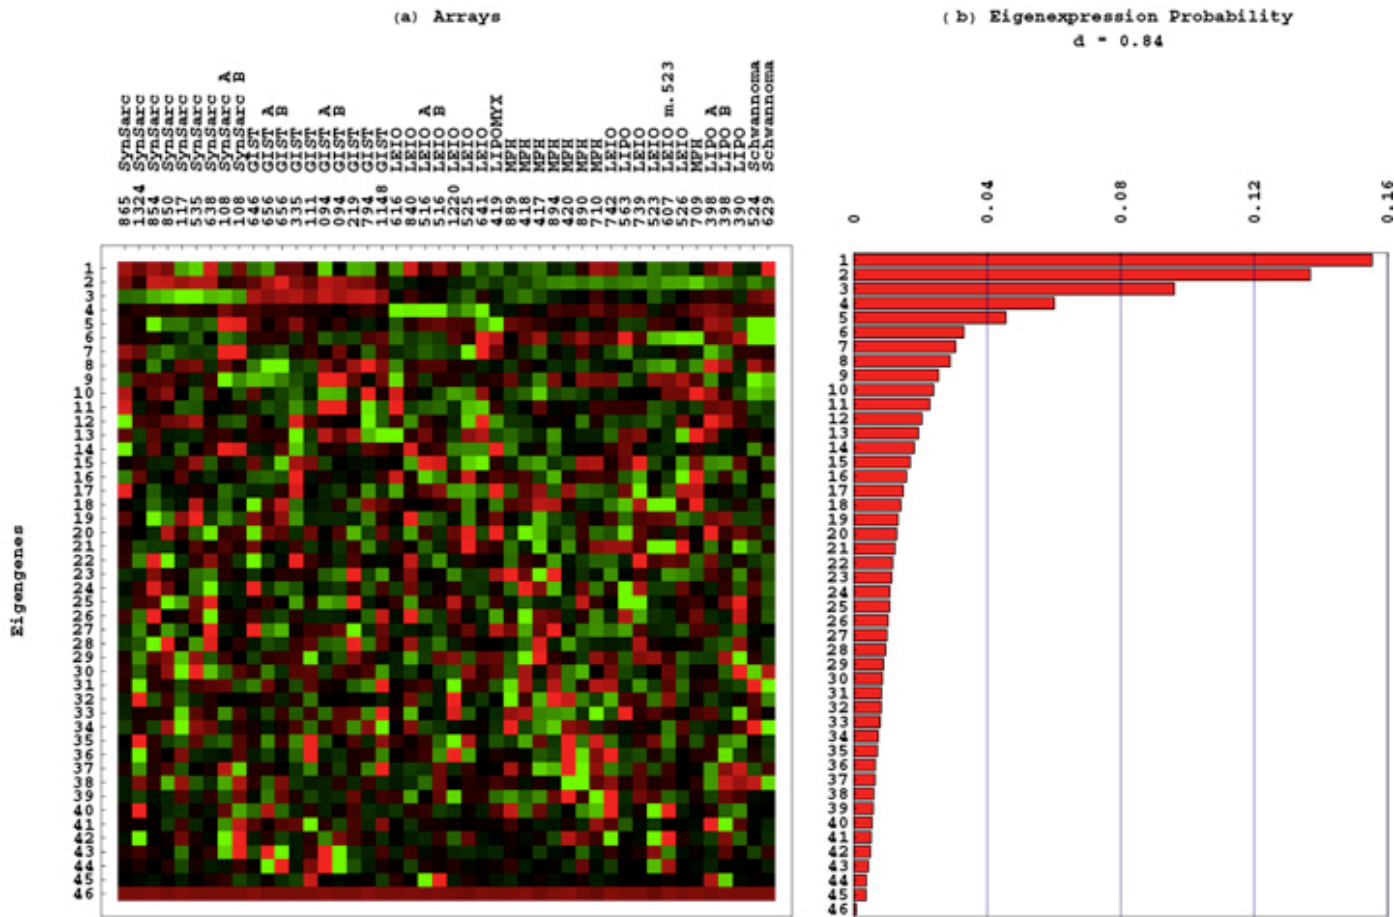 (a) Arrays
865 SynSarc
1324 SynSarc
854 SynSarc
850 SynSarc
117 SynSarc
535 SynSarc
638 SynSarc
108 SynSarc A
108 SynSarc B
646 GIST
656 GIST A
656 GIST B
335 GIST
111 GIST
094 GIST A
094 GIST B
219 GIST
794 GIST
1148 GIST
616 LEIO
840 LEIO
516 LEIO A
516 LEIO B
1220 LEIO
525 LEIO
641 LEIO
419 LIPOMYX
889 MFH
418 MFH
417 MFH
894 MFH
420 MFH
890 MFH
710 MFH
742 LEIO
563 LIPO
739 LEIO
523 LEIO
607 LEIO m.523
526 LEIO
709 MFH
398 LIPO A
398 LIPO B
390 LIPO
524 Schwannoma
629 Schwannoma
Eigengenes
1
2
3
4
5
6
7
8
9
10
11
12
13
14
15
16
17
18
19
20
21
22
23
24
25
26
27
28
29
30
31
32
33
34
35
36
37
38
39
40
41
42
43
44
45
46
(b) Eigenexpression Probability
d = 0.84
0
0.04
0.08
0.12
0.16
1
2
3
4
5
6
7
8
9
10
11
12
13
14
15
16
17
18
19
20
21
22
23
24
25
26
27
28
29
30
31
32
33
34
35
36
37
38
39
40
41
42
43
44
45
46